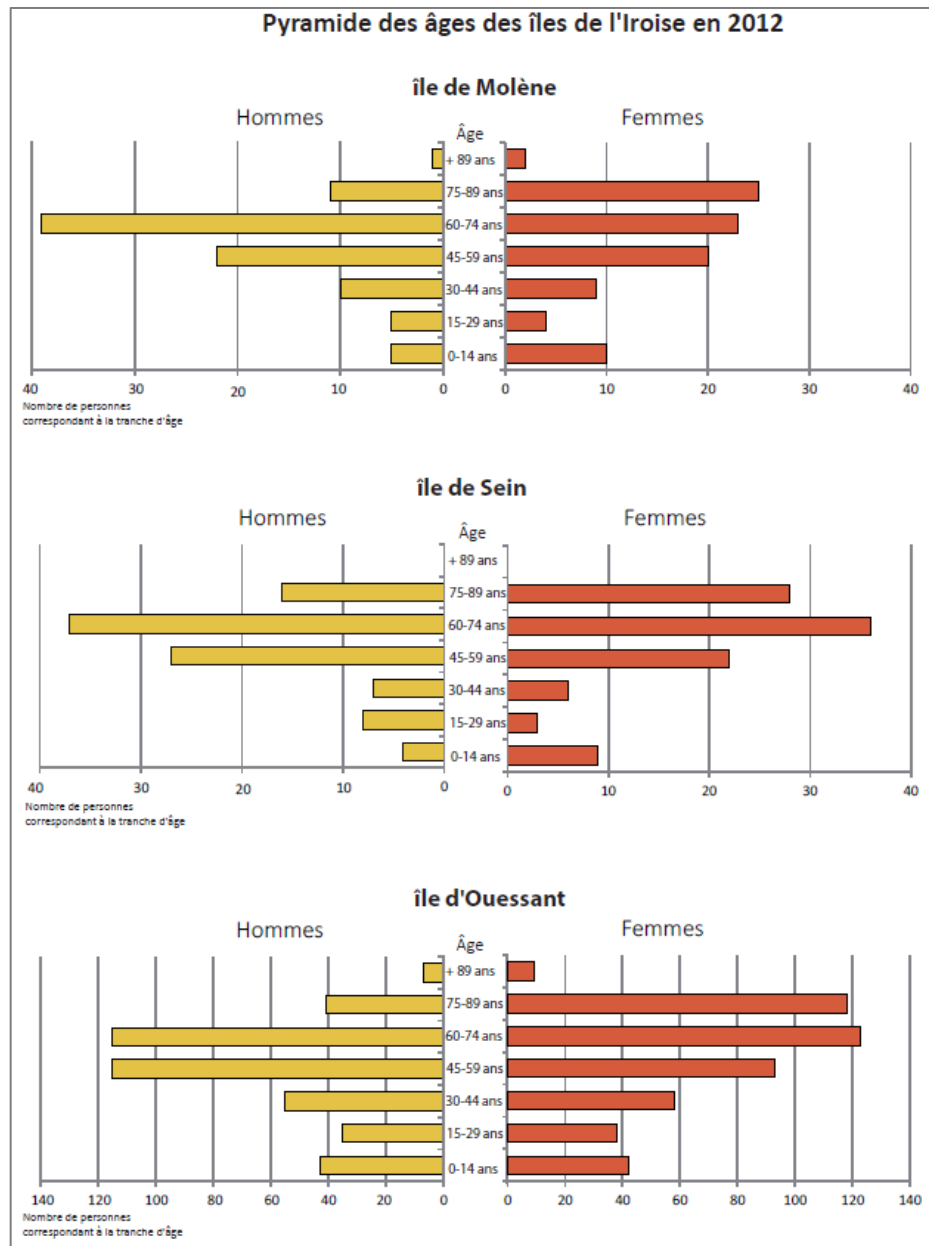 Pyramide des âges des îles de l'Iroise en 2012
île de Molène
Hommes
Femmes
Âge
+ 89 ans
75-89 ans
60-74 ans
45-59 ans
30-44 ans
15-29 ans
0-14 ans
40 30 20 10 0
0 10 20 30 40
Nombre de personnes
correspondant à la tranche d'âge
île de Sein
Hommes
Femmes
Âge
+ 89 ans
75-89 ans
60-74 ans
45-59 ans
30-44 ans
15-29 ans
0-14 ans
40 30 20 10 0
0 10 20 30 40
Nombre de personnes
correspondant à la tranche d'âge
île d'Ouessant
Hommes
Femmes
Âge
+ 89 ans
75-89 ans
60-74 ans
45-59 ans
30-44 ans
15-29 ans
0-14 ans
140 120 100 80 60 40 20 0
0 20 40 60 80 100 120 140
Nombre de personnes
correspondant à la tranche d'âge